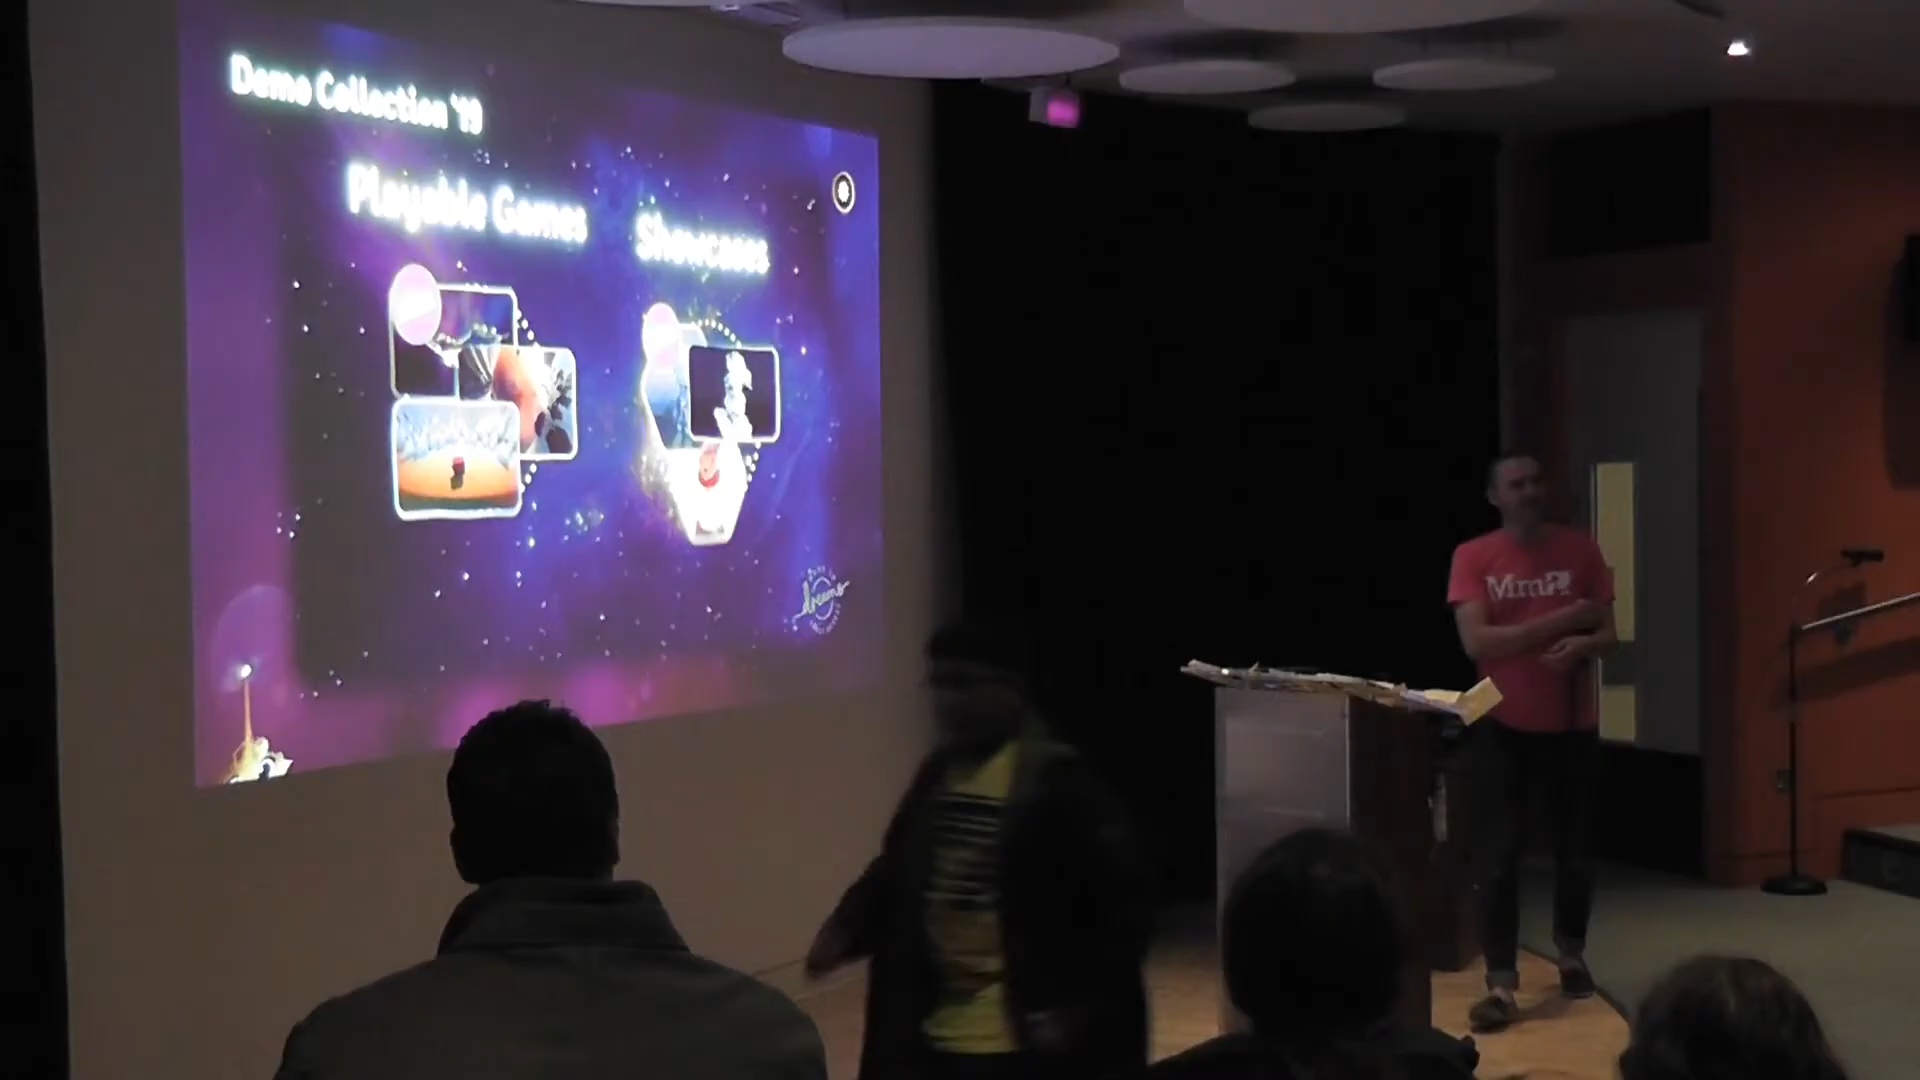 Demo Collection '19
Playable Games
Showcases
dreams
Mm